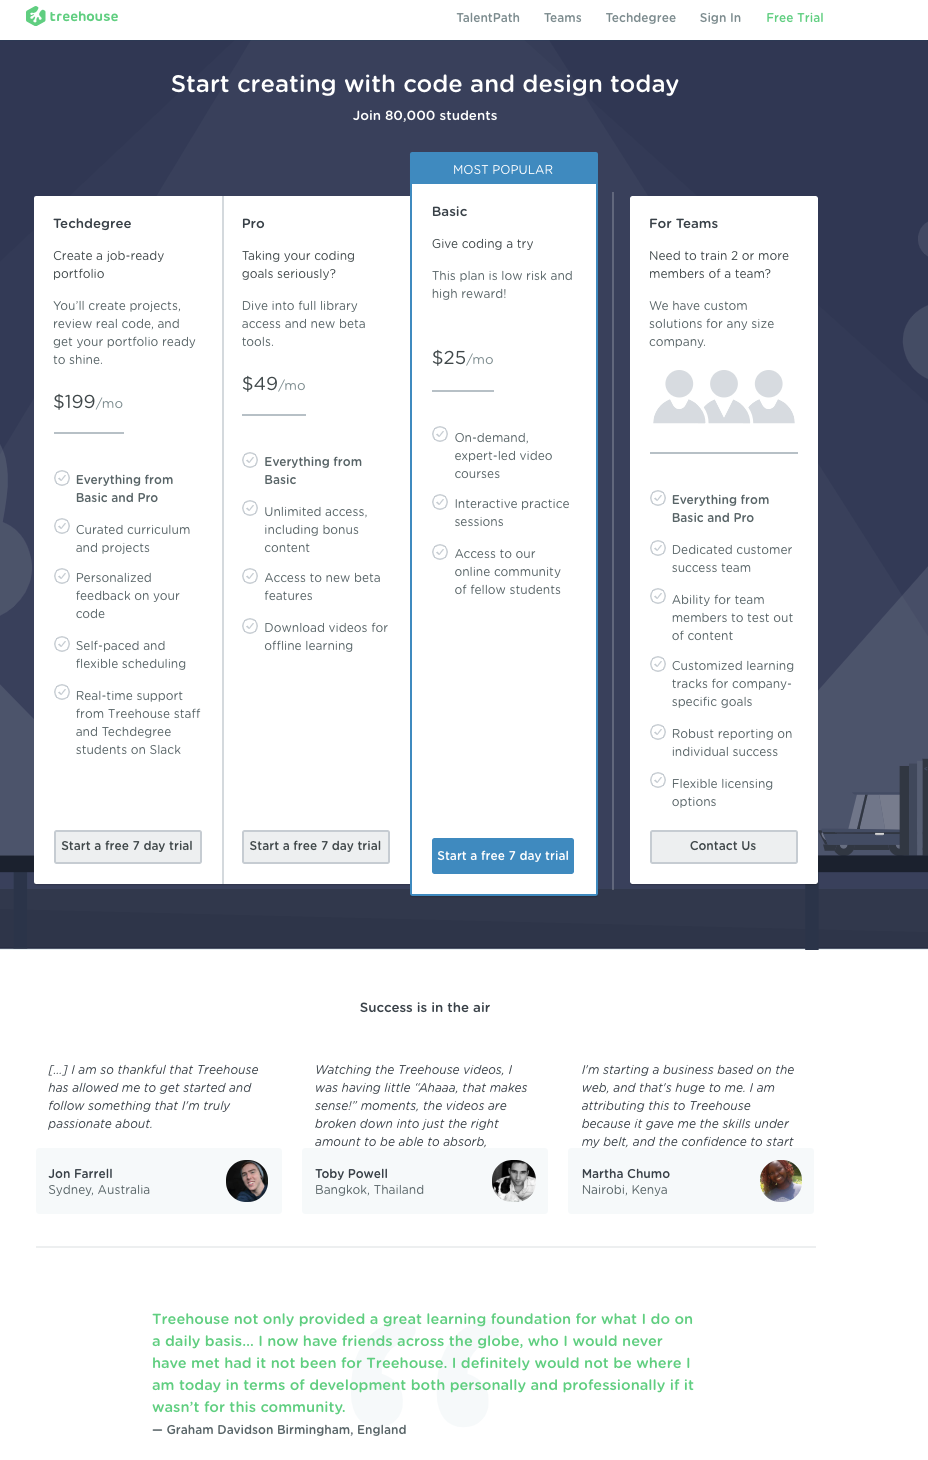 treehouse
TalentPath Teams Techdegree Sign In Free Trial
Start creating with code and design today
Join 80,000 students
Techdegree
Create a job-ready
portfolio
You'll create projects,
review real code, and
get your portfolio ready
to shine.
$199/mo
Everything from
Basic and Pro
Curated curriculum
and projects
Personalized
feedback on your
code
Self-paced and
flexible scheduling
Real-time support
from Treehouse staff
and Techdegree
students on Slack
Start a free 7 day trial
Pro
Taking your coding
goals seriously?
Dive into full library
access and new beta
tools.
$49/mo
Everything from
Basic
Unlimited access,
including bonus
content
Access to new beta
features
Download videos for
offline learning
Start a free 7 day trial
MOST POPULAR
Basic
Give coding a try
This plan is low risk and
high reward!
$25/mo
On-demand,
expert-led video
courses
Interactive practice
sessions
Access to our
online community
of fellow students
Start a free 7 day trial
For Teams
Need to train 2 or more
members of a team?
We have custom
solutions for any size
company.
Everything from
Basic and Pro
Dedicated customer
success team
Ability for team
members to test out
of content
Customized learning
tracks for company-
specific goals
Robust reporting on
individual success
Flexible licensing
options
Contact Us
Success is in the air
[...] I am so thankful that Treehouse
has allowed me to get started and
follow something that I'm truly
passionate about.
Jon Farrell
Sydney, Australia
Watching the Treehouse videos, I
was having little "Ahaaa, that makes
sense!" moments, the videos are
broken down into just the right
amount to be able to absorb,
Toby Powell
Bangkok, Thailand
I'm starting a business based on the
web, and that's huge to me. I am
attributing this to Treehouse
because it gave me the skills under
my belt, and the confidence to start
Martha Chumo
Nairobi, Kenya
Treehouse not only provided a great learning foundation for what I do on
a daily basis... I now have friends across the globe, who I would never
have met had it not been for Treehouse. I definitely would not be where I
am today in terms of development both personally and professionally if it
wasn't for this community.
— Graham Davidson Birmingham, England